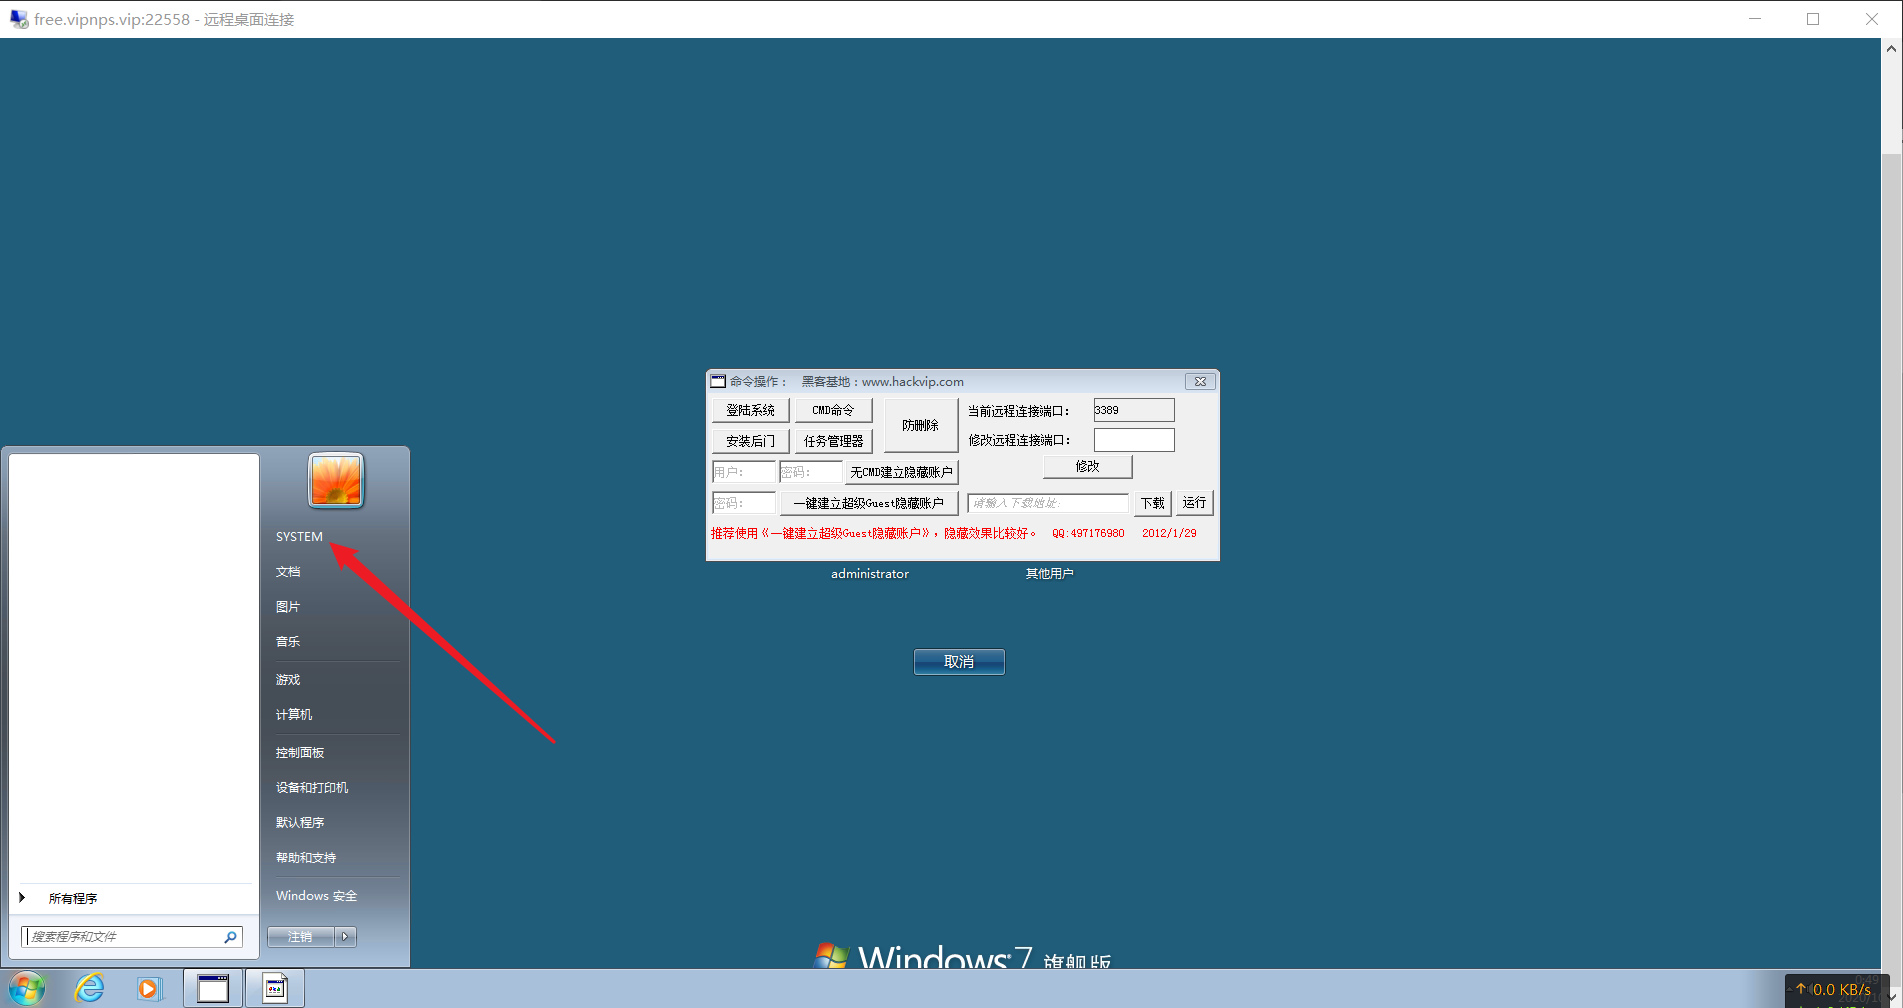 free.vipnps.vip:22558 - 远程桌面连接
命令操作： 黑客基地：www.hackvip.com
登陆系统 CMD命令 防删除 当前远程连接端口： 3389
安装后门 任务管理器 修改远程连接端口：
修改
用户： 密码： 无CMD建立隐藏账户
密码： 一键建立超级Guest隐藏账户 请输入下载地址： 下载 运行
推荐使用《一键建立超级Guest隐藏账户》，隐藏效果比较好。 QQ:497176980 2012/1/29
administrator 其他用户
取消
SYSTEM
文档
图片
音乐
游戏
计算机
控制面板
设备和打印机
默认程序
帮助和支持
Windows 安全
所有程序
搜索程序和文件
注销
Windows 7 旗舰版
0.0 KB/s